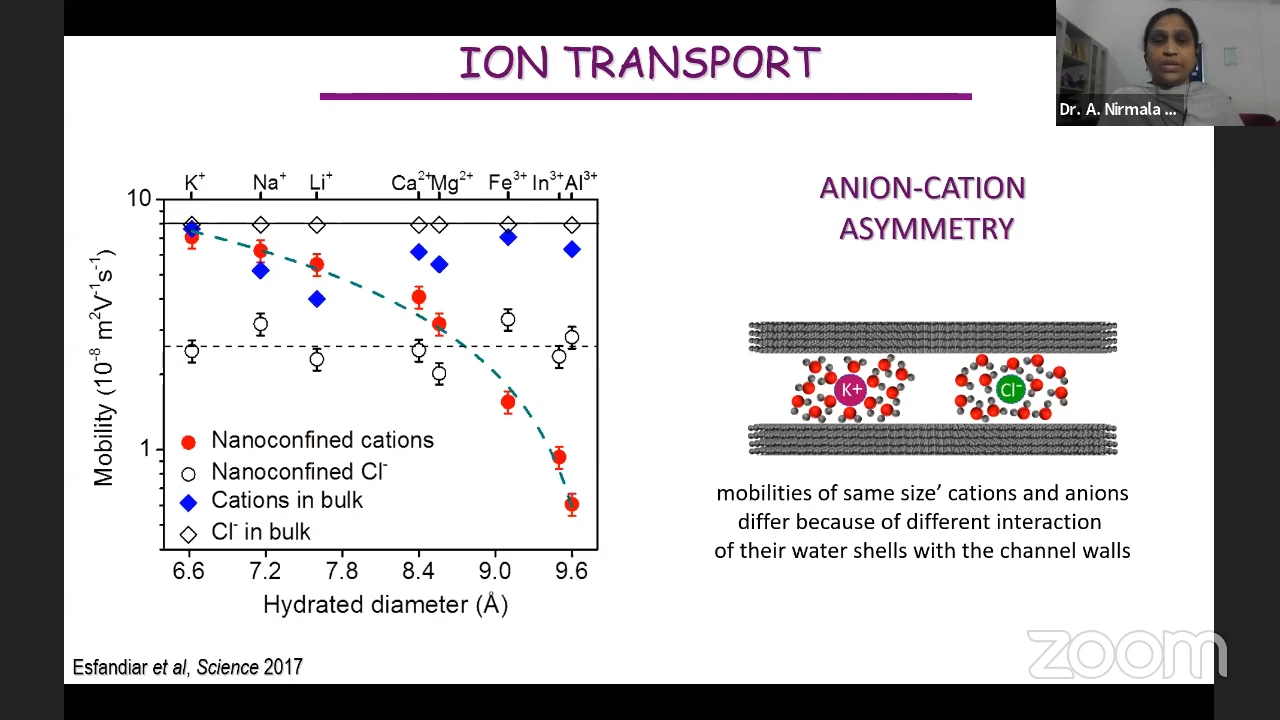 ION TRANSPORT
Dr. A. Nirmala ...
K+ Na+ Li+ Ca2+ Mg2+ Fe3+ In3+ Al3+
10
1
Mobility (10-8 m2V-1s-1)
Nanoconfined cations
Nanoconfined Cl-
Cations in bulk
Cl- in bulk
6.6 7.2 7.8 8.4 9.0 9.6
Hydrated diameter (Å)
ANION-CATION
ASYMMETRY
K+ Cl−
mobilities of same size’ cations and anions
differ because of different interaction
of their water shells with the channel walls
Esfandiar et al, Science 2017
zoom